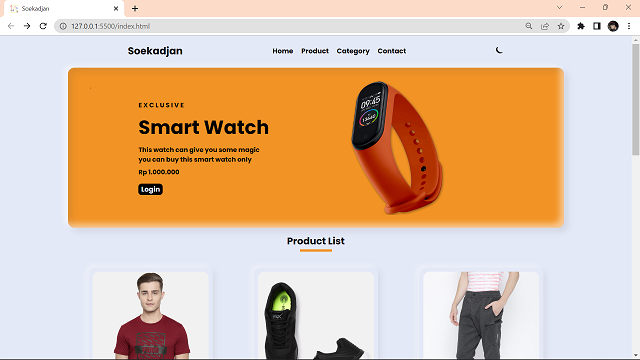 Soekadjan
127.0.0.1:5500/index.html
Soekadjan
Home Product Category Contact
EXCLUSIVE
Smart Watch
This watch can give you some magic
you can buy this smart watch only
Rp 1.000.000
Login
09:45
Product List